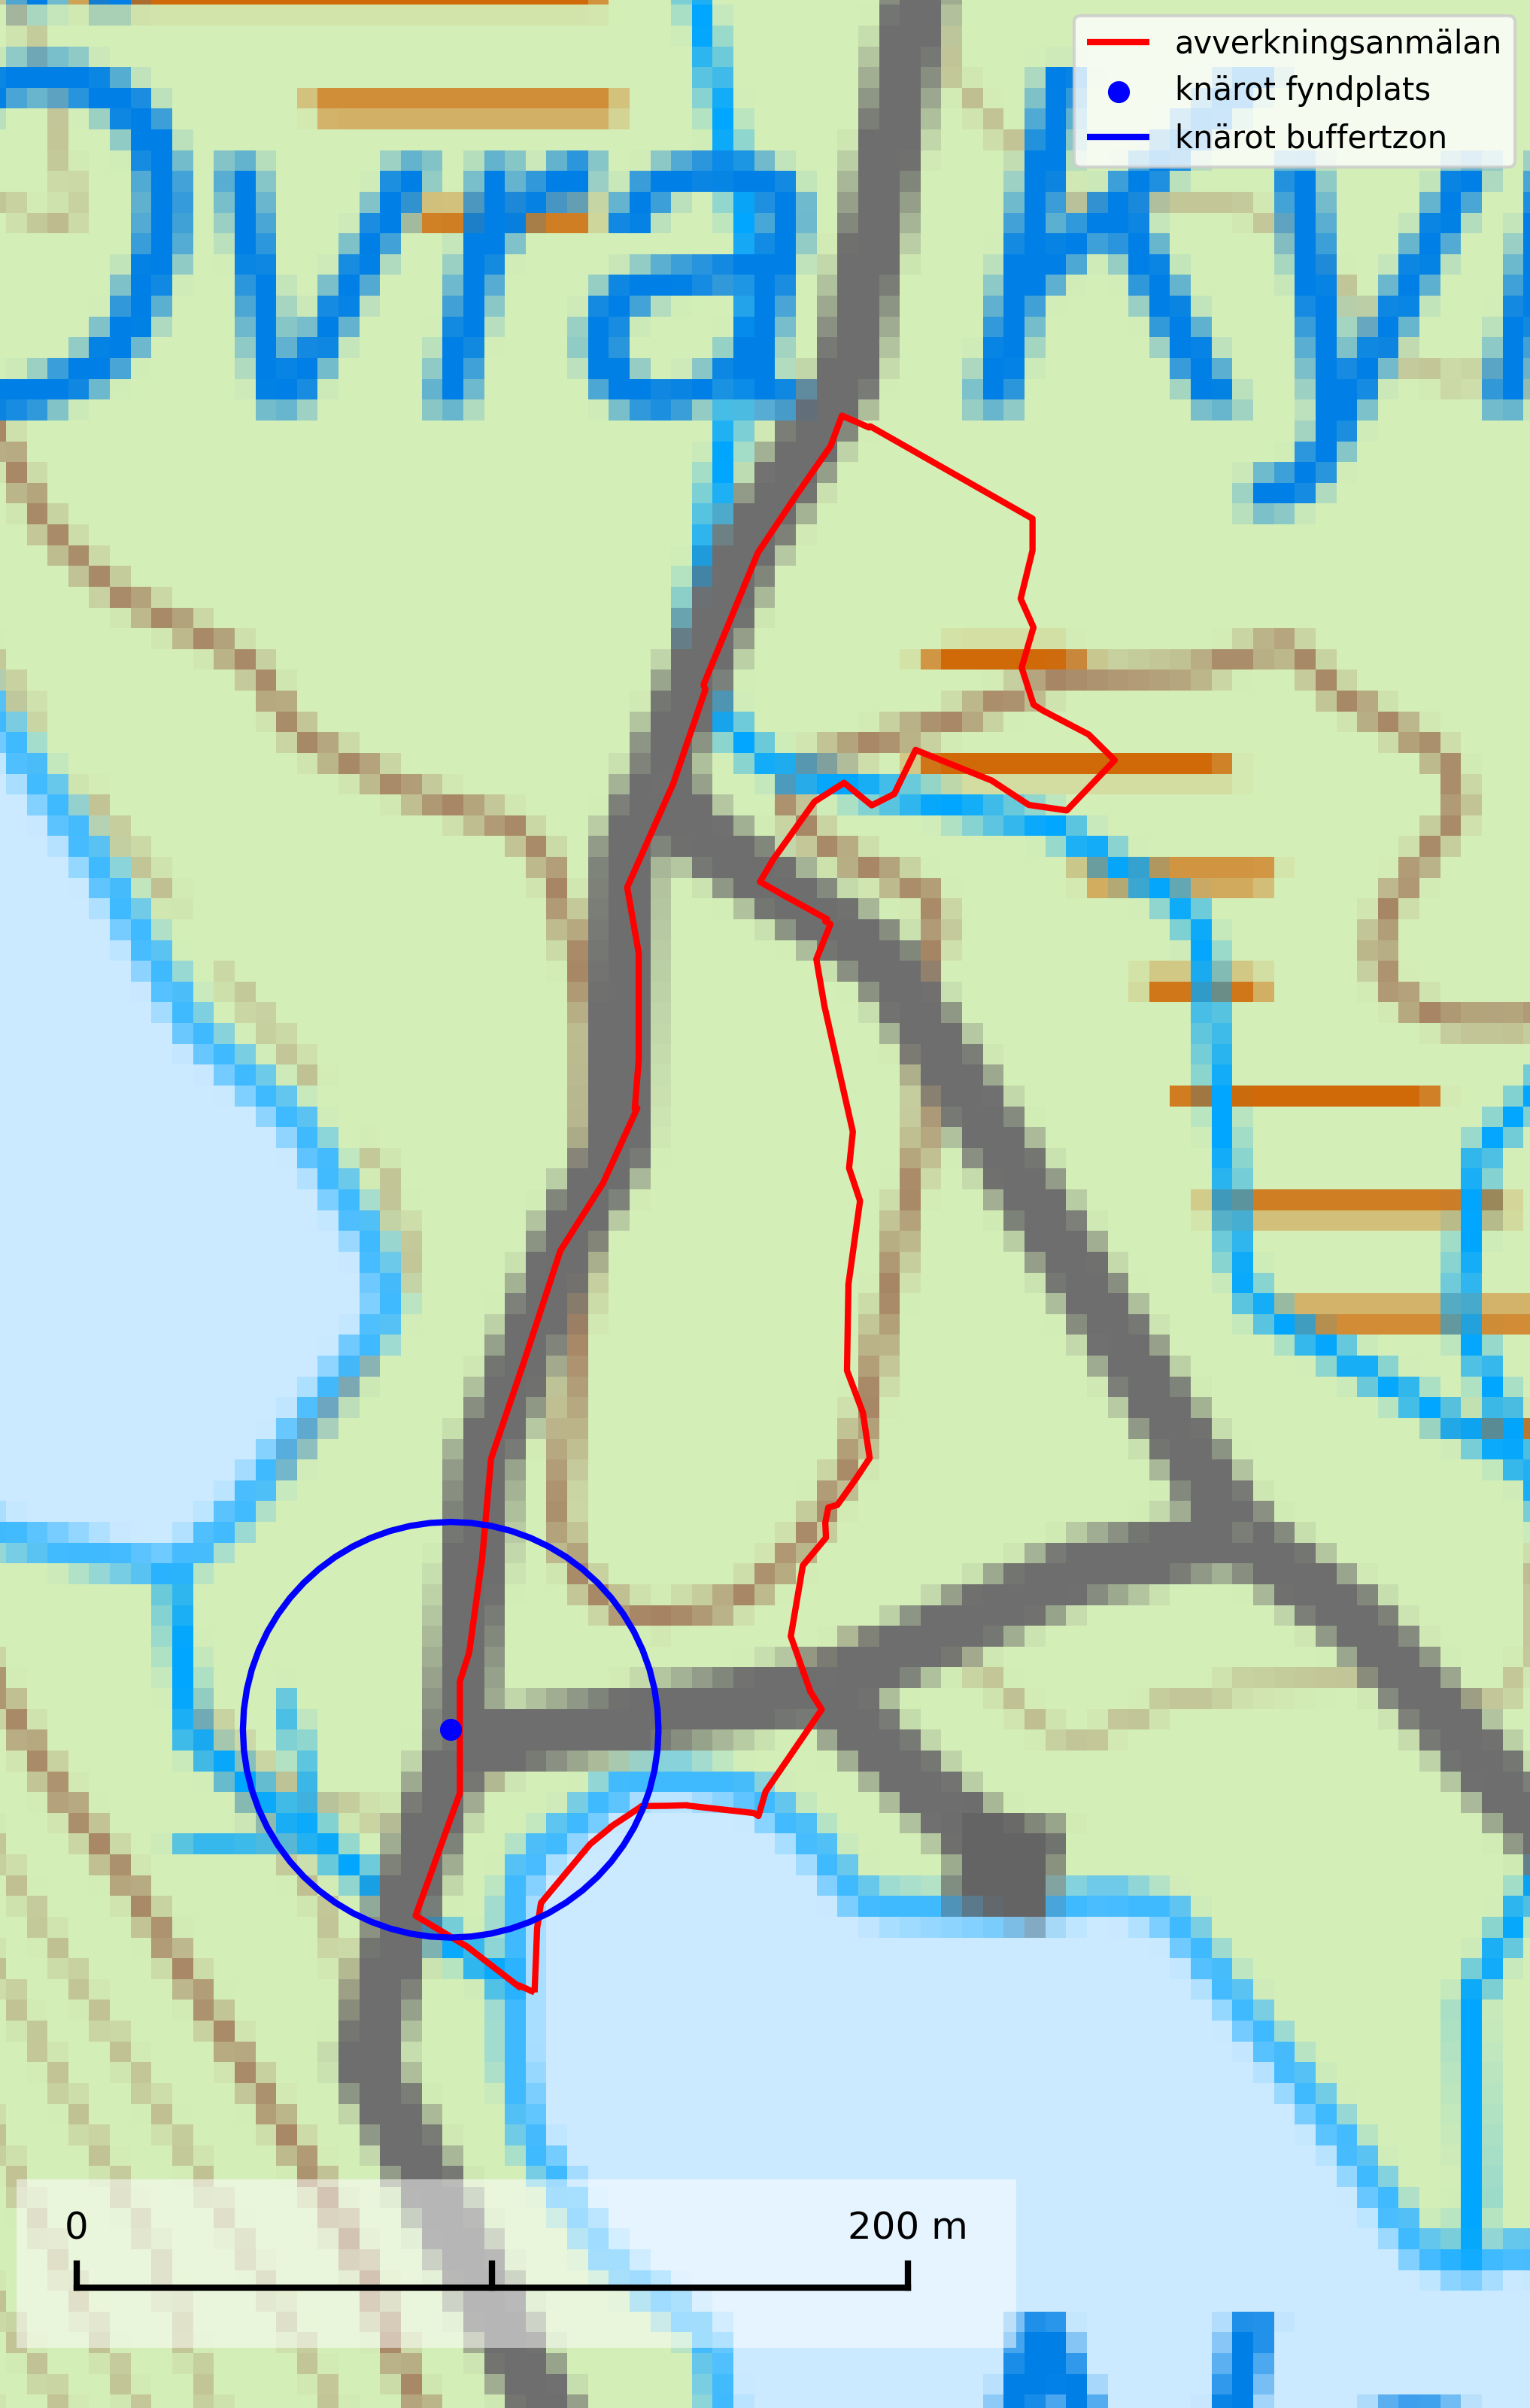 avverkningsanmälan
knärot fyndplats
knärot buffertzon
0
200 m